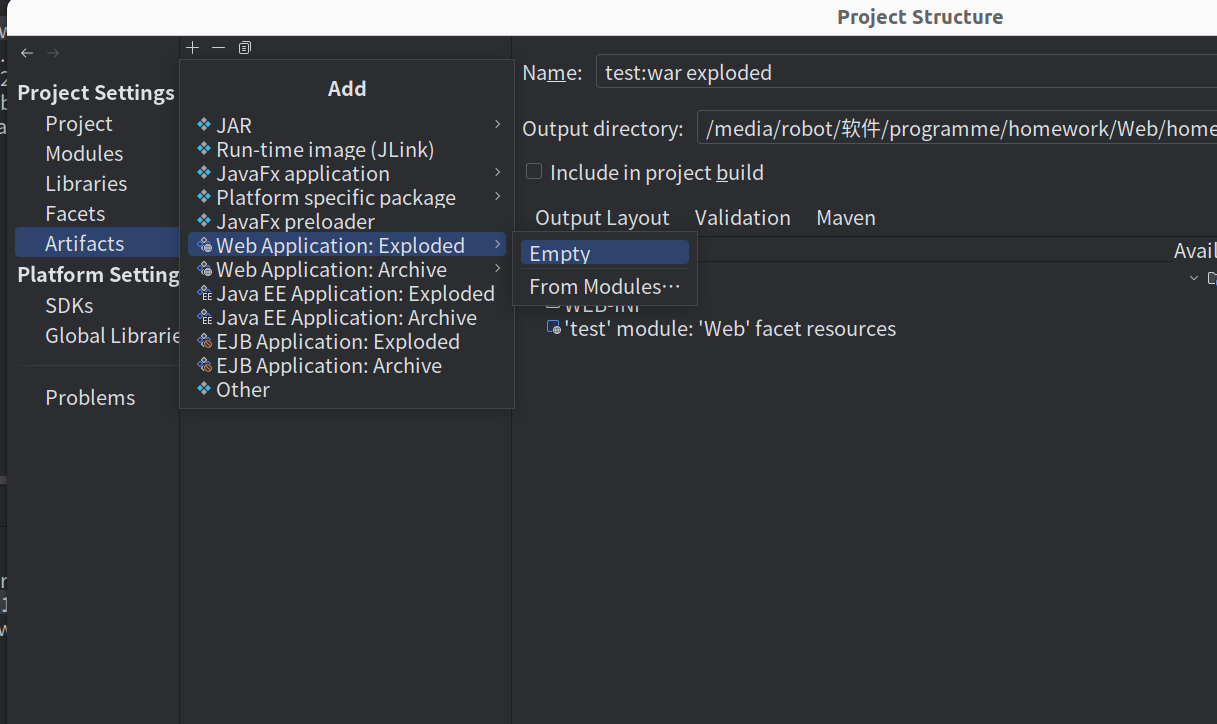 Project Structure
Project Settings
Project
Modules
Libraries
Facets
Artifacts
Platform Setting
SDKs
Global Librarie
Problems
Add
JAR
Run-time image (JLink)
JavaFx application
Platform specific package
JavaFx preloader
Web Application: Exploded
Web Application: Archive
Java EE Application: Exploded
Java EE Application: Archive
EJB Application: Exploded
EJB Application: Archive
Other
Empty
From Modules···
Name: test:war exploded
Output directory: /media/robot/软件/programme/homework/Web/home
Include in project build
Output Layout Validation Maven
Avail
WEB-INF
'test' module: 'Web' facet resources